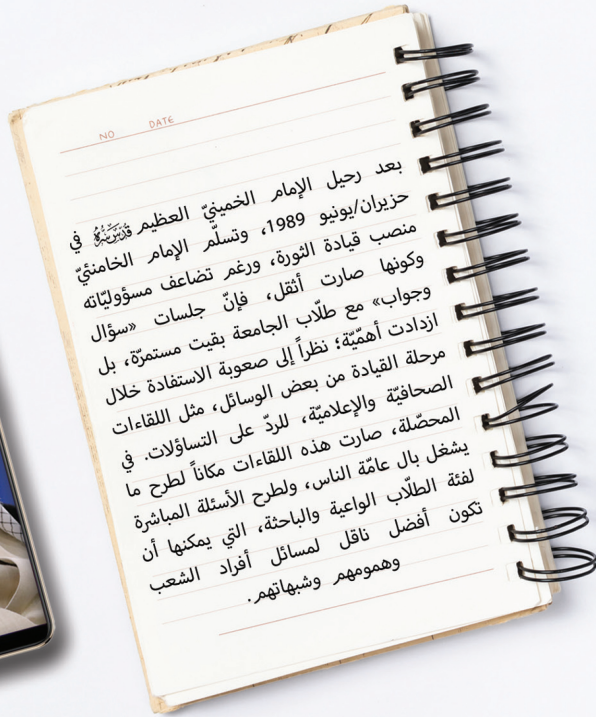 NO DATE
بعد رحيل الإمام الخمينيّ العظيم قدّس سرّه في
حزيران/يونيو 1989، وتسلّم الإمام الخامنئيّ
منصب قيادة الثورة، ورغم تضاعف مسؤوليّاته
وكونها صارت أثقل، فإنّ جلسات «سؤال
وجواب» مع طلّاب الجامعة بقيت مستمرّة، بل
ازدادت أهمّيّة؛ نظراً إلى صعوبة الاستفادة خلال
مرحلة القيادة من بعض الوسائل، مثل اللقاءات
الصحافيّة والإعلاميّة، للردّ على التساؤلات. في
المحصّلة، صارت هذه اللقاءات مكاناً لطرح ما
يشغل بال عامّة الناس، ولطرح الأسئلة المباشرة
لفئة الطلّاب الواعية والباحثة، التي يمكنها أن
تكون أفضل ناقل لمسائل أفراد الشعب
وهمومهم وشبهاتهم.